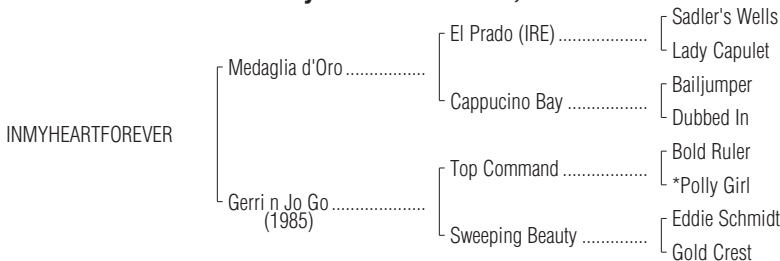 Sadler's Wells
El Prado (IRE) ...................
Lady Capulet
Medaglia d'Oro .................
Bailjumper
Cappucino Bay .................
Dubbed In
INMYHEARTFOREVER
Bold Ruler
Top Command ..................
*Polly Girl
Gerri n Jo Go ....................
(1985)
Eddie Schmidt
Sweeping Beauty ..............
Gold Crest